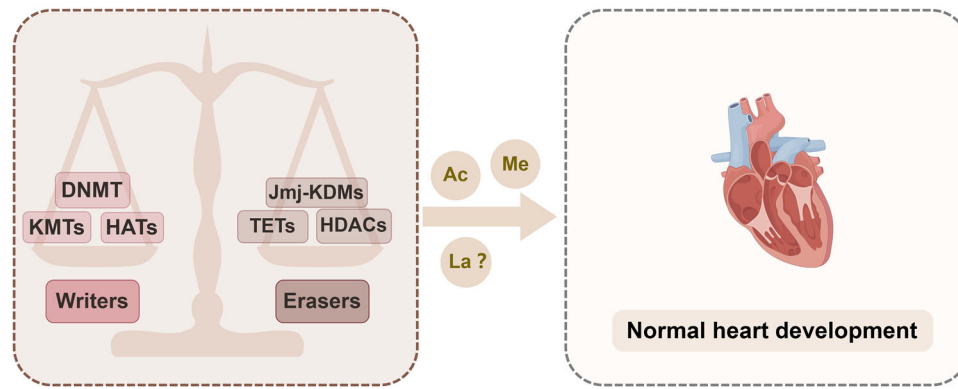 DNMT
KMTs HATs
Writers
Jmj-KDMs
TETs HDACs
Erasers
Ac Me
La ?
Normal heart development